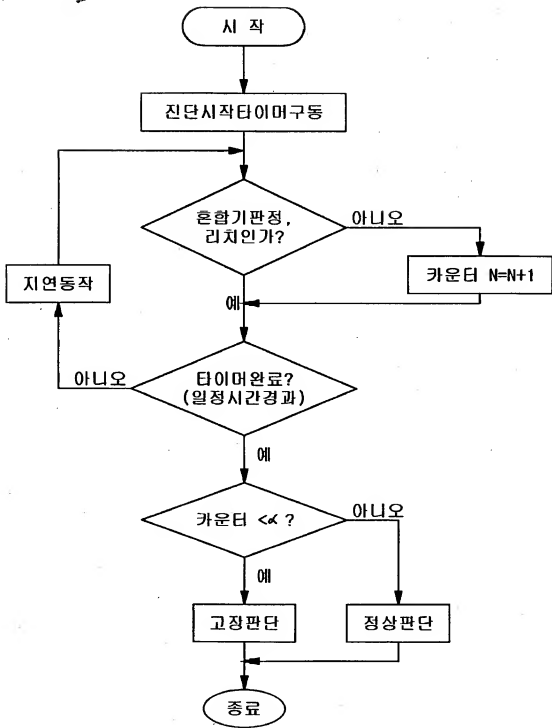 시 작
진단시작타이머구동
혼합기판정,
리치인가?
아니오
카운터 N=N+1
지연동작
예
아니오
타이머완료?
(일정시간경과)
예
카운터 <α ?
아니오
예
고장판단
정상판단
종료